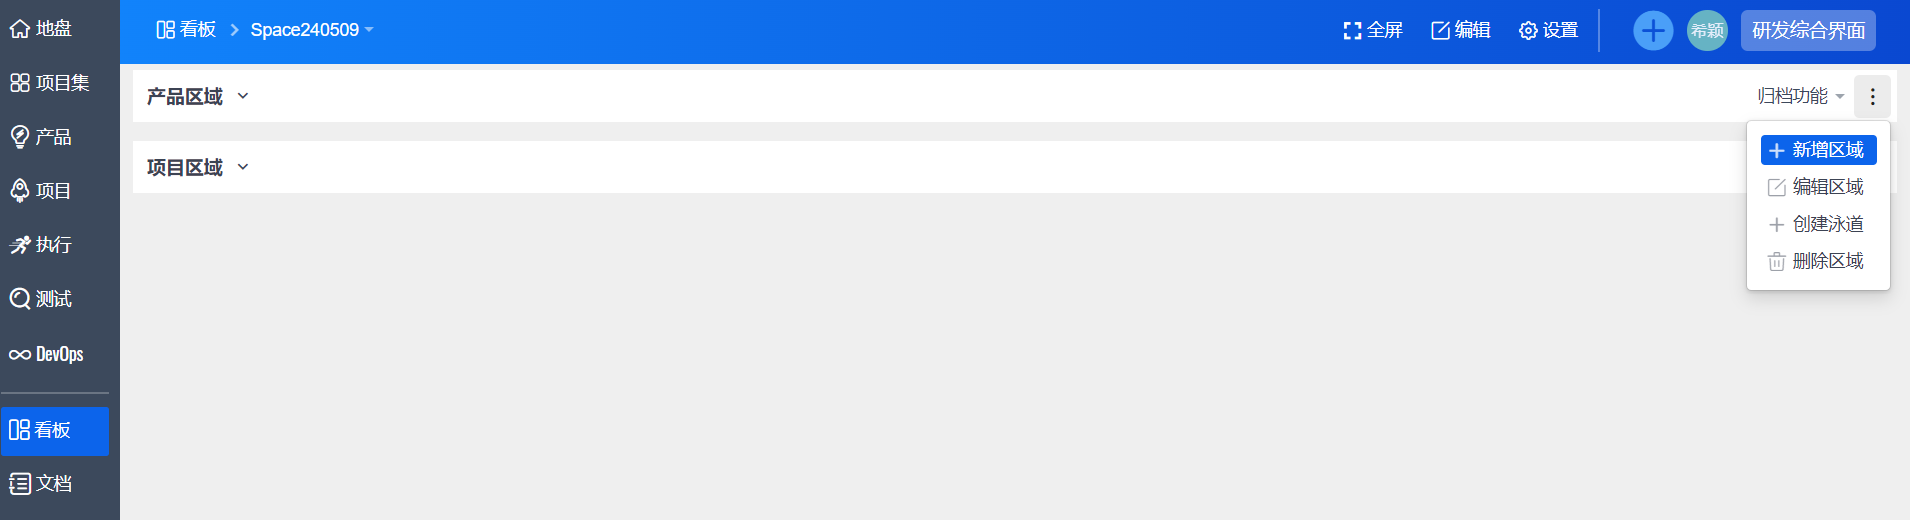 地盘
项目集
产品
项目
执行
测试
DevOps
看板
文档
看板 Space240509
全屏 编辑 设置 希颖 研发综合界面
产品区域 归档功能
项目区域
新增区域
编辑区域
创建泳道
删除区域